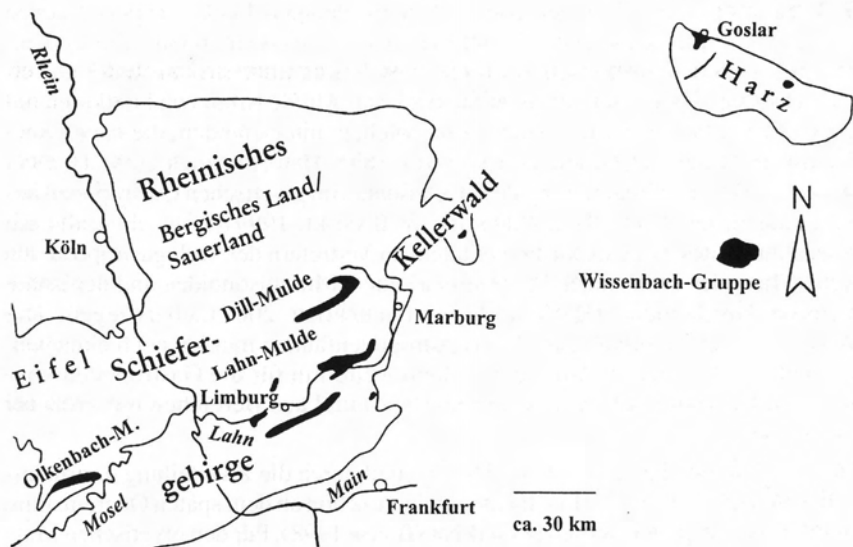 Rhein
Goslar
Harz
Rheinisches
Bergisches Land/
Sauerland
Köln
Kellerwald
N
Wissenbach-Gruppe
Dill-Mulde
Marburg
Eifel
Schiefer-
Lahn-Mulde
Limburg
Lahn
Olkenbach-M.
gebirge
Mosel
Main
Frankfurt
ca. 30 km